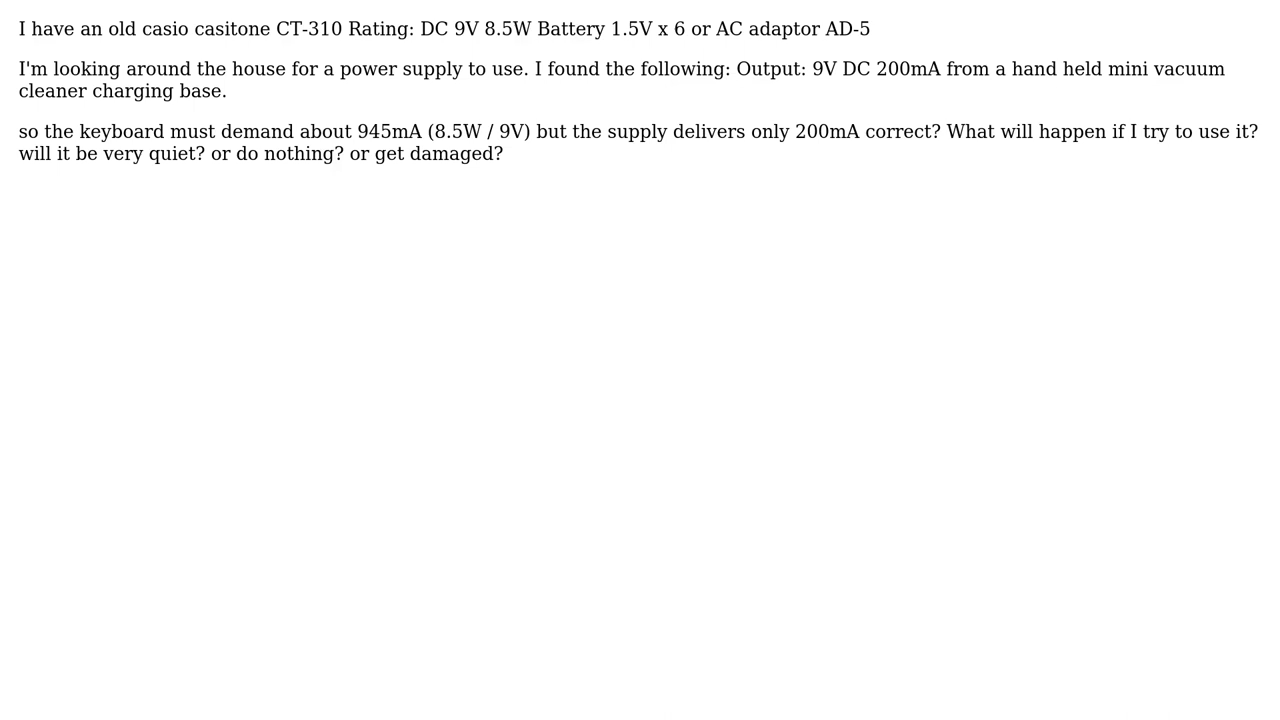 I have an old casio casitone CT-310 Rating: DC 9V 8.5W Battery 1.5V x 6 or AC adaptor AD-5
I'm looking around the house for a power supply to use. I found the following: Output: 9V DC 200mA from a hand held mini vacuum
cleaner charging base.
so the keyboard must demand about 945mA (8.5W / 9V) but the supply delivers only 200mA correct? What will happen if I try to use it?
will it be very quiet? or do nothing? or get damaged?